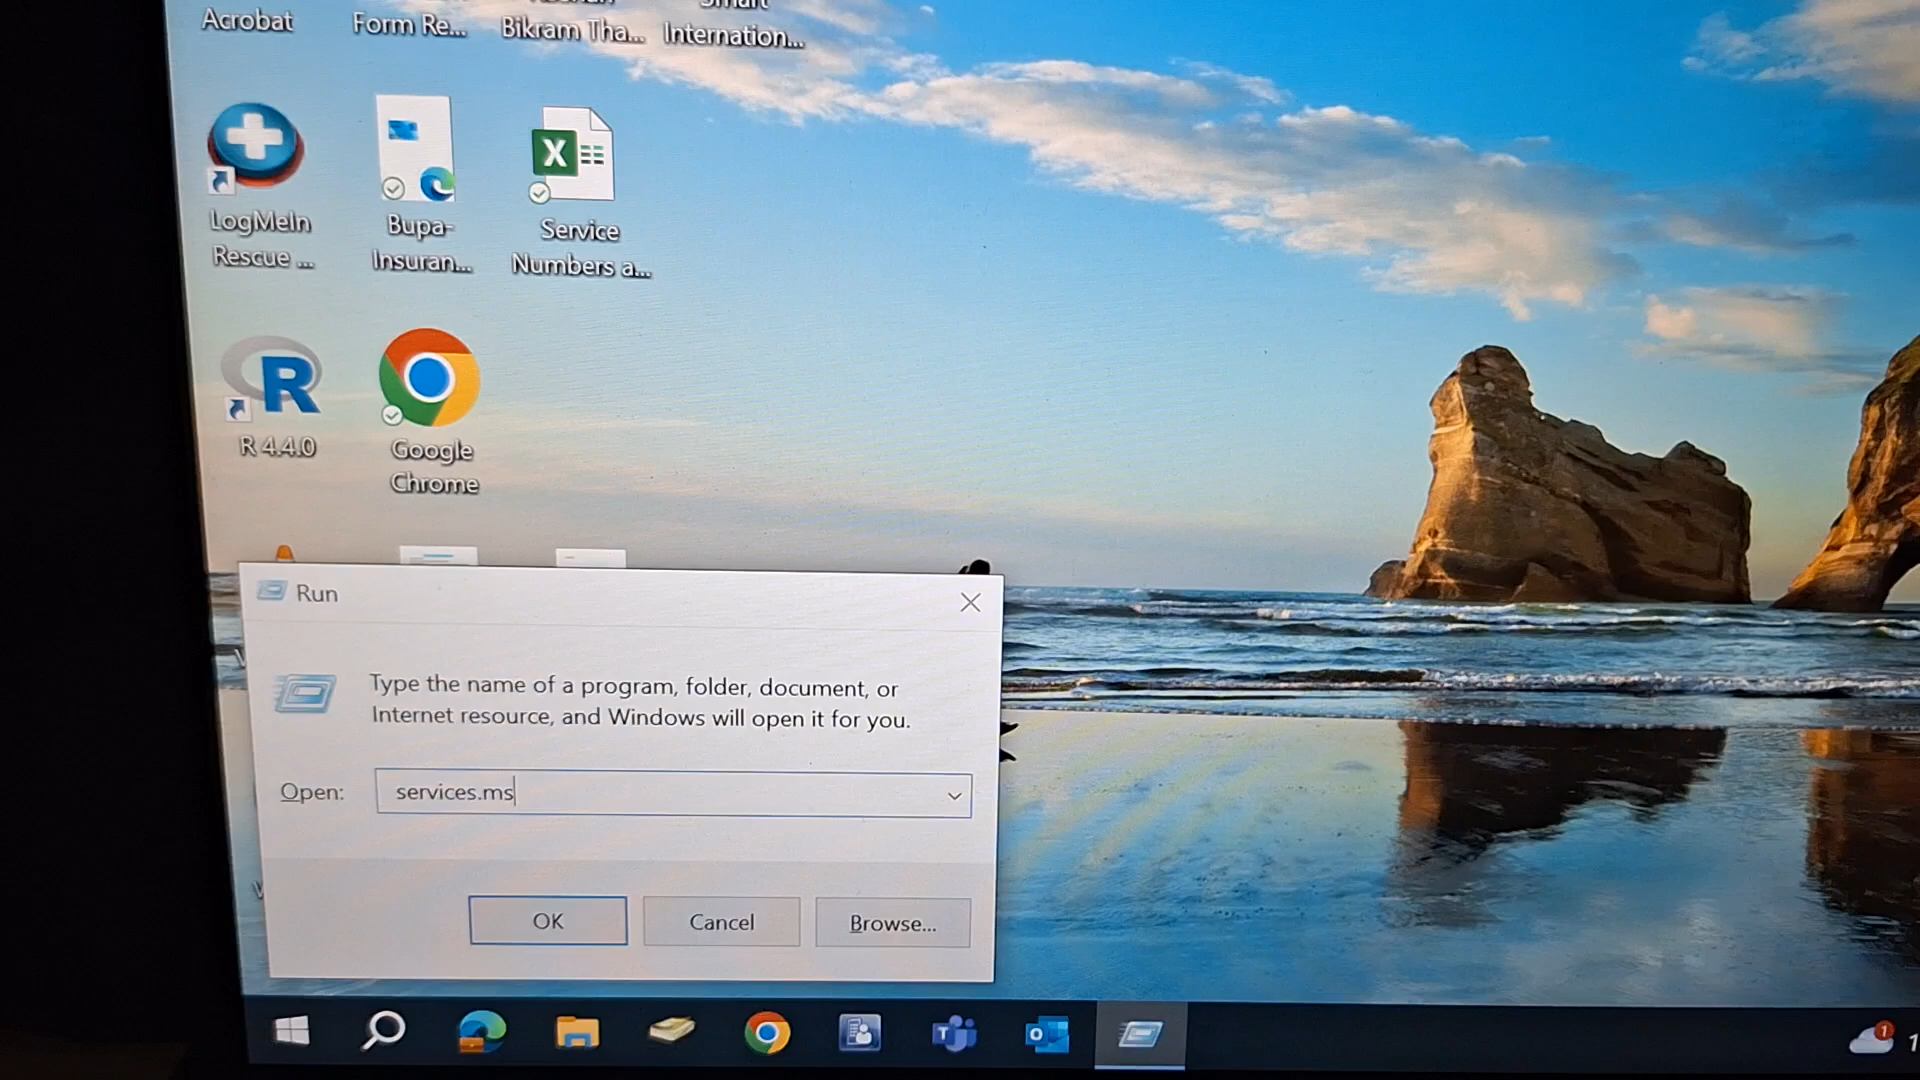 Acrobat
Form Re...
Bikram Tha...
Smart
Internation...
LogMeIn
Rescue ...
Bupa-
Insuran...
Service
Numbers a...
R 4.4.0
Google
Chrome
Run
Type the name of a program, folder, document, or
Internet resource, and Windows will open it for you.
Open:
services.ms
OK
Cancel
Browse...
1